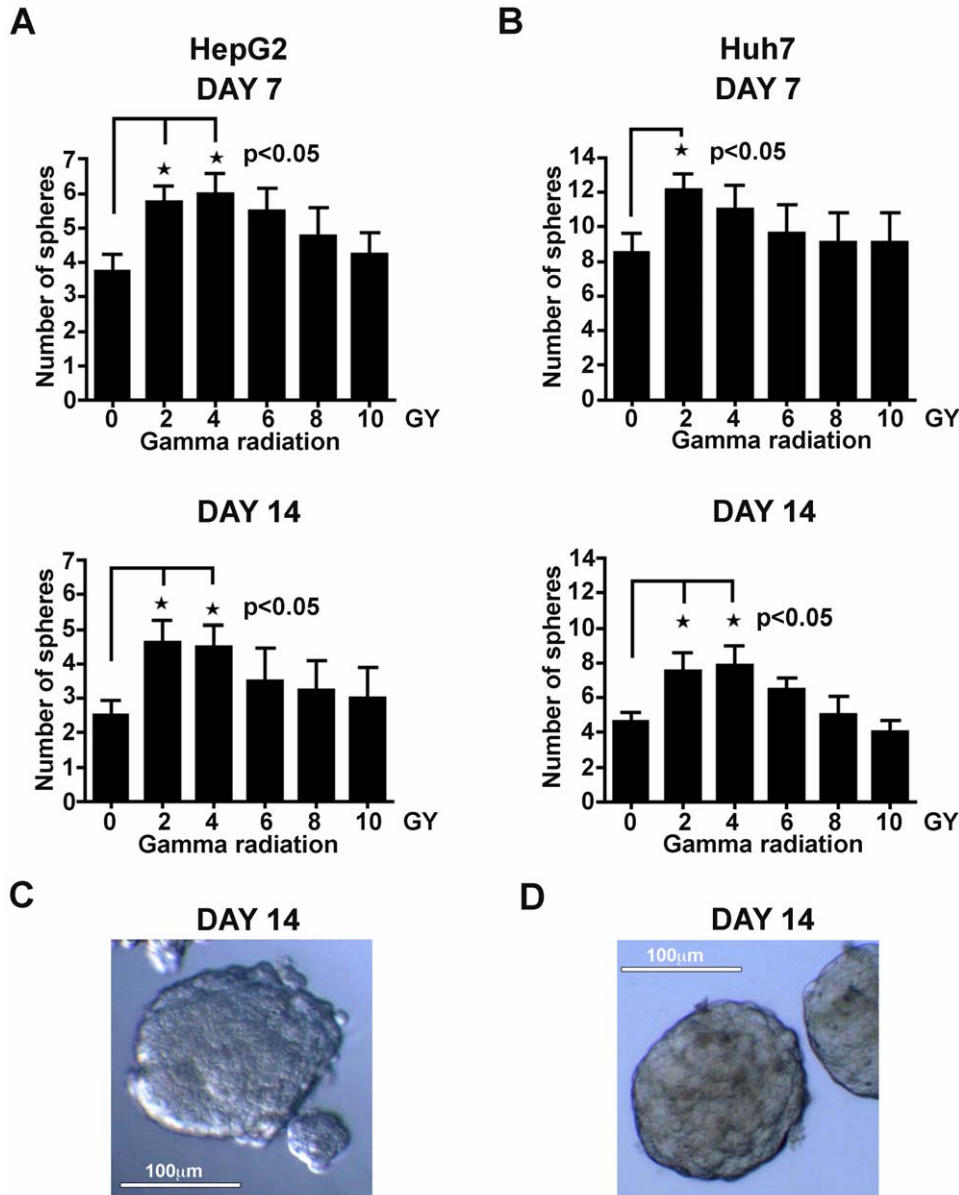 A
HepG2
DAY 7
Number of spheres
7
6
5
4
3
2
1
0
★ ★ p<0.05
0 2 4 6 8 10 GY
Gamma radiation
DAY 14
Number of spheres
7
6
5
4
3
2
1
0
★ ★ p<0.05
0 2 4 6 8 10 GY
Gamma radiation
B
Huh7
DAY 7
Number of spheres
14
12
10
8
6
4
2
0
★ p<0.05
0 2 4 6 8 10 GY
Gamma radiation
DAY 14
Number of spheres
14
12
10
8
6
4
2
0
★ ★ p<0.05
0 2 4 6 8 10 GY
Gamma radiation
C
DAY 14
100μm
D
DAY 14
100μm